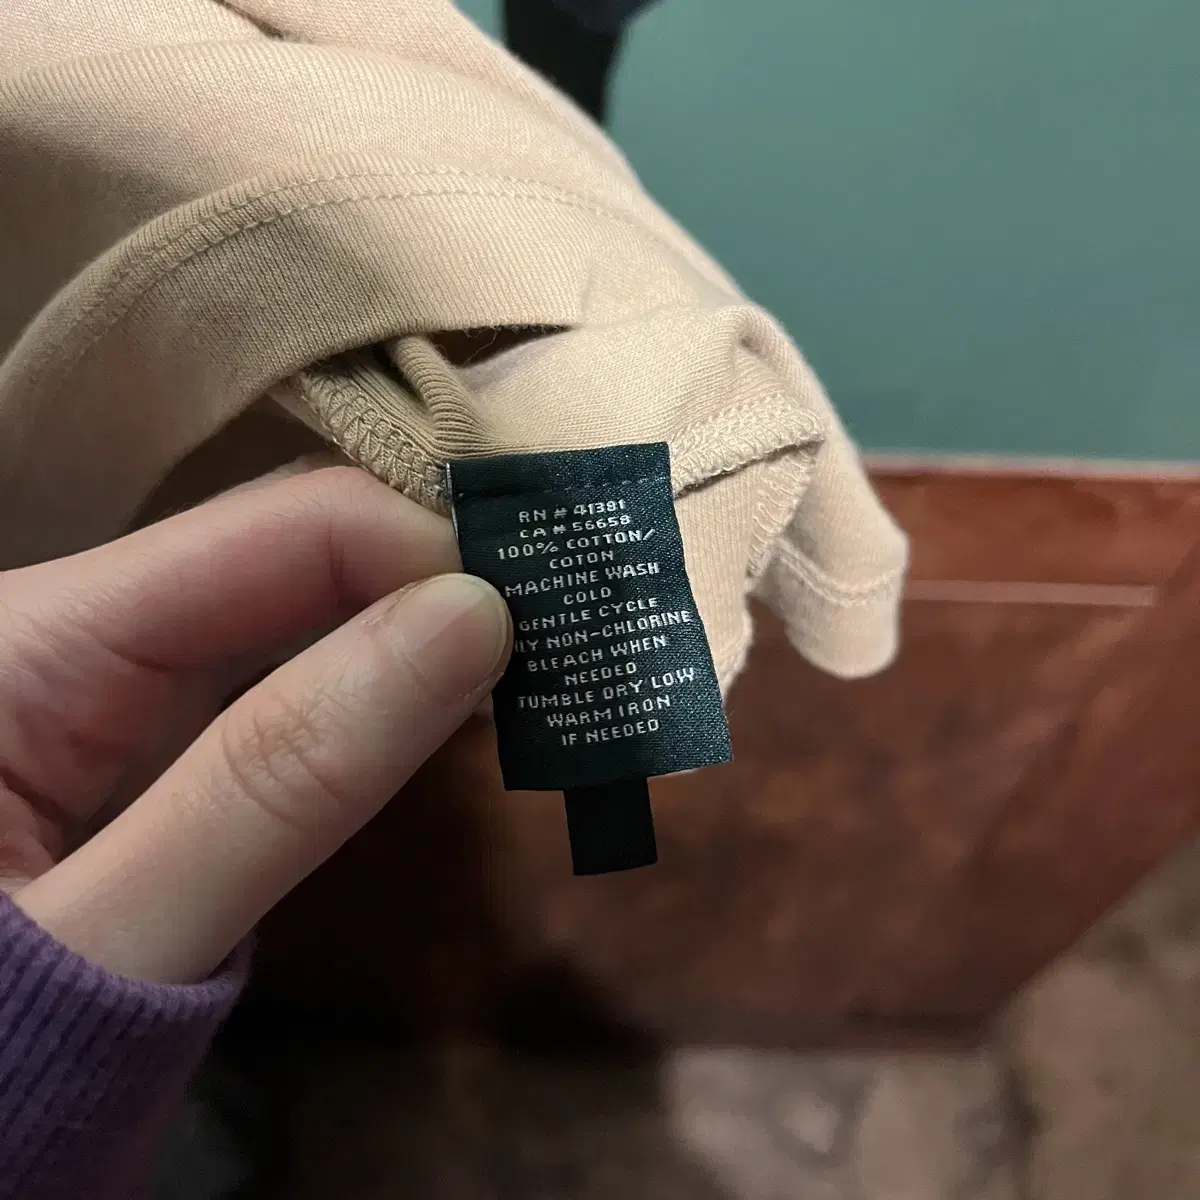 RN # 41381
CA # 56658
100% COTTON/
COTON
MACHINE WASH
COLD
GENTLE CYCLE
NON-CHLORINE
BLEACH WHEN
NEEDED
TUMBLE DRY LOW
WARM IRON
IF NEEDED